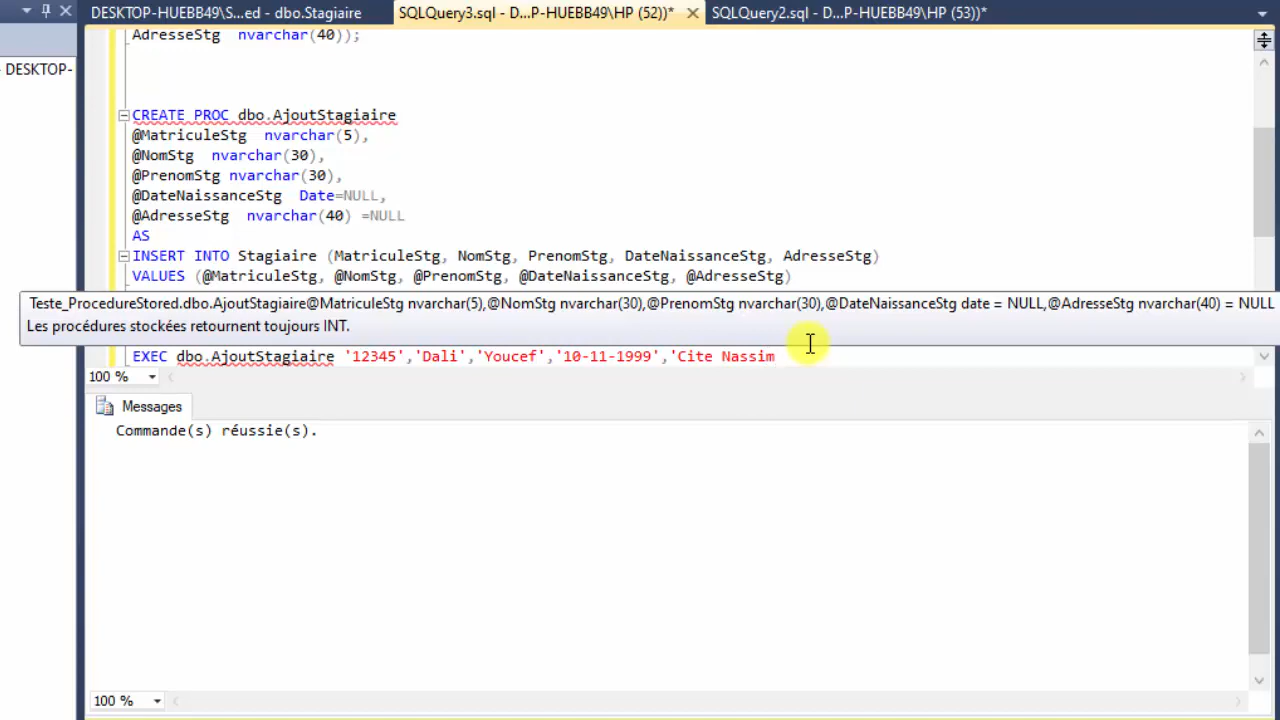 DESKTOP-HUEBB49\S...ed - dbo.Stagiaire
SQLQuery3.sql - D...P-HUEBB49\HP (52))*
SQLQuery2.sql - D...P-HUEBB49\HP (53))*
- DESKTOP-
AdresseStg nvarchar(40));
CREATE PROC dbo.AjoutStagiaire
@MatriculeStg nvarchar(5),
@NomStg nvarchar(30),
@PrenomStg nvarchar(30),
@DateNaissanceStg Date=NULL,
@AdresseStg nvarchar(40) =NULL
AS
INSERT INTO Stagiaire (MatriculeStg, NomStg, PrenomStg, DateNaissanceStg, AdresseStg)
VALUES (@MatriculeStg, @NomStg, @PrenomStg, @DateNaissanceStg, @AdresseStg)
Teste_ProcedureStored.dbo.AjoutStagiaire@MatriculeStg nvarchar(5),@NomStg nvarchar(30),@PrenomStg nvarchar(30),@DateNaissanceStg date = NULL,@AdresseStg nvarchar(40) = NULL
Les procédures stockées retournent toujours INT.
EXEC dbo.AjoutStagiaire '12345','Dali','Youcef','10-11-1999','Cite Nassim
100 %
Messages
Commande(s) réussie(s).
100 %